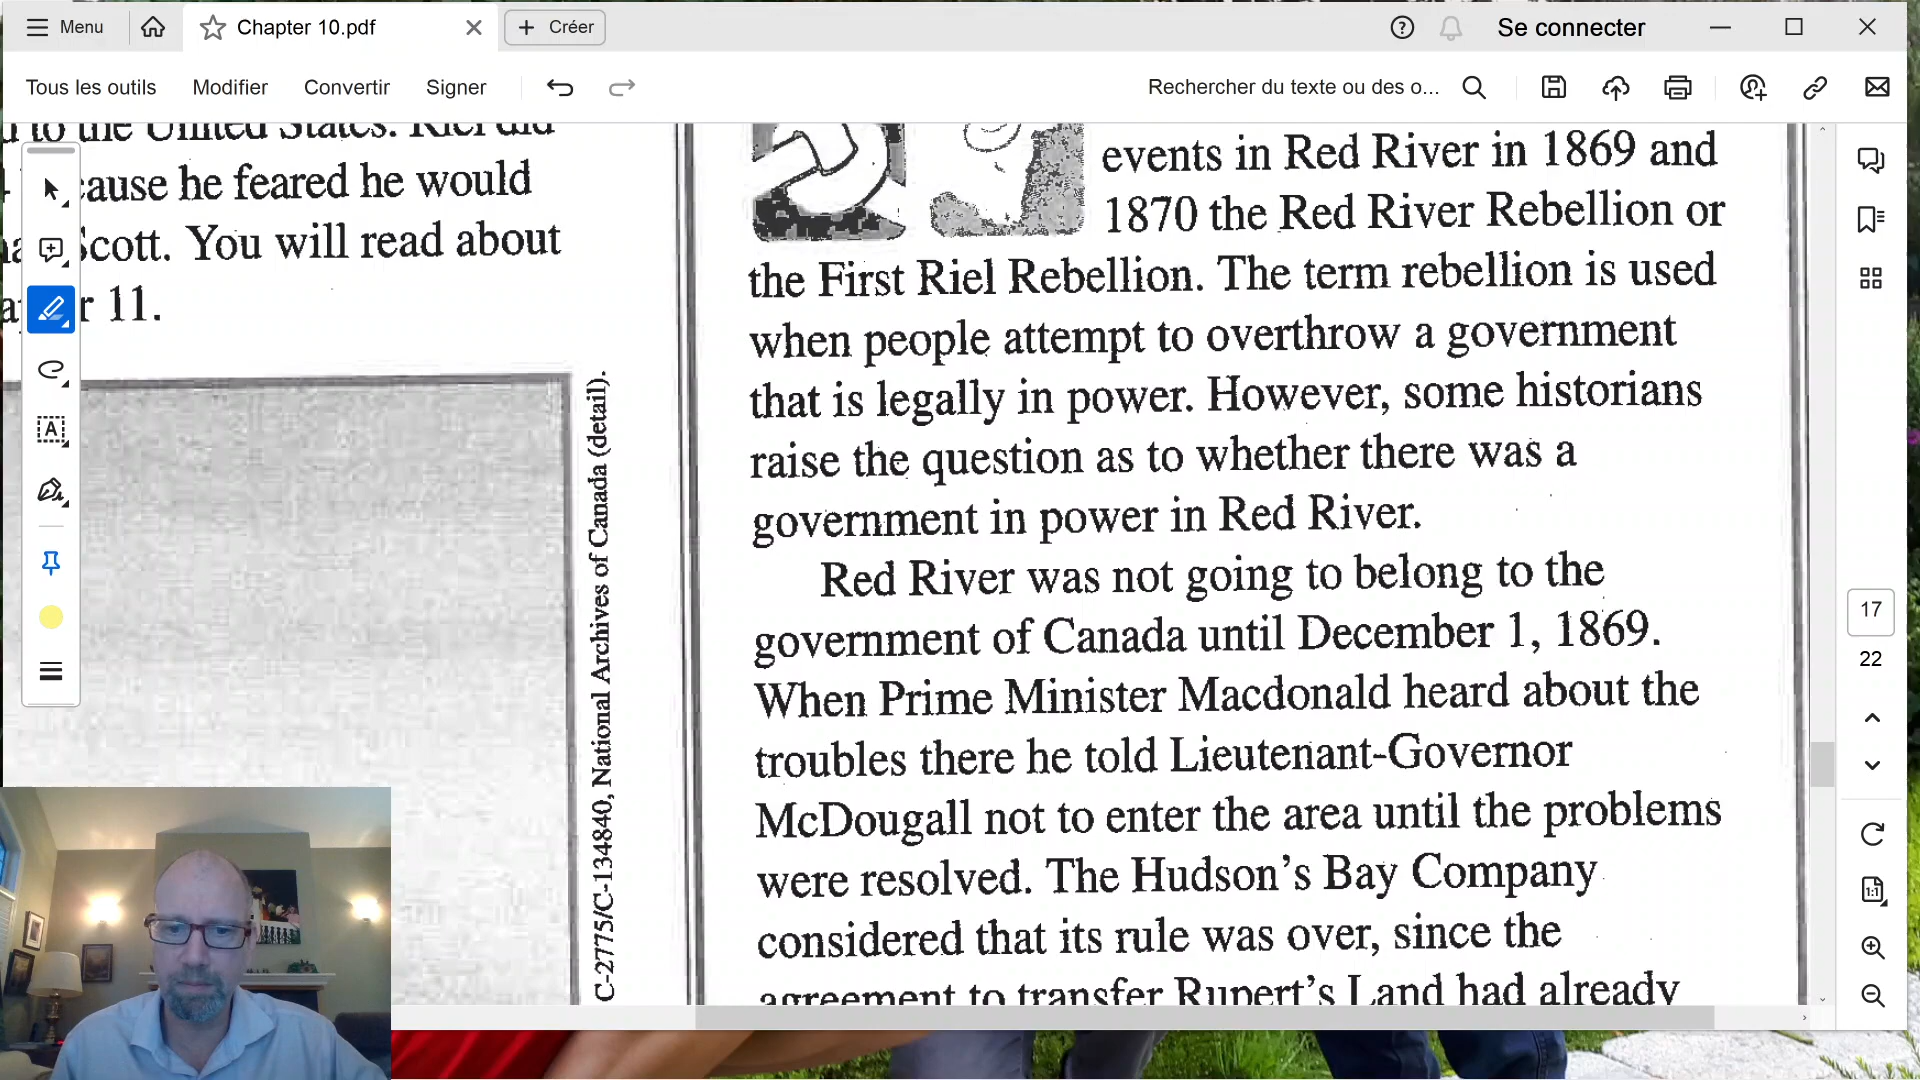 Menu
Chapter 10.pdf
Créer
Se connecter
Tous les outils
Modifier
Convertir
Signer
Rechercher du texte ou des o...
to the United States. Riel did
cause he feared he would
Scott. You will read about
r 11.
C-2775/C-134840, National Archives of Canada (detail).
events in Red River in 1869 and
1870 the Red River Rebellion or
the First Riel Rebellion. The term rebellion is used
when people attempt to overthrow a government
that is legally in power. However, some historians
raise the question as to whether there was a
government in power in Red River.
Red River was not going to belong to the
government of Canada until December 1, 1869.
When Prime Minister Macdonald heard about the
troubles there he told Lieutenant-Governor
McDougall not to enter the area until the problems
were resolved. The Hudson's Bay Company
considered that its rule was over, since the
agreement to transfer Rupert's Land had already
17
22